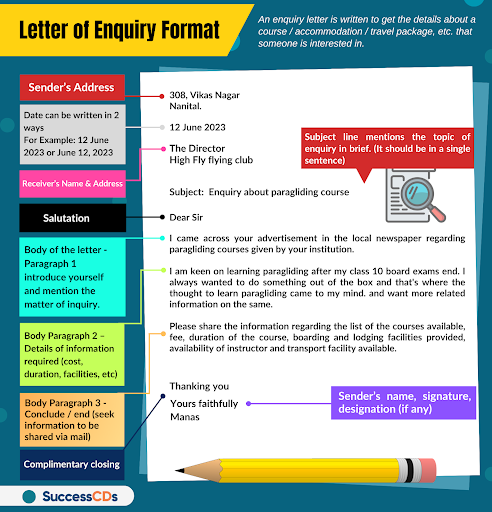 Letter of Enquiry Format
An enquiry letter is written to get the details about a
course / accommodation / travel package, etc. that
someone is interested in.
Sender's Address
Date can be written in 2
ways
For Example: 12 June
2023 or June 12, 2023
Receiver's Name & Address
Salutation
Body of the letter -
Paragraph 1
introduce yourself
and mention the
matter of inquiry.
Body Paragraph 2 –
Details of information
required (cost,
duration, facilities, etc)
Body Paragraph 3 -
Conclude / end (seek
information to be
shared via mail)
Complimentary closing
308, Vikas Nagar
Nanital.
12 June 2023
The Director
High Fly flying club
Subject line mentions the topic of
enquiry in brief. (It should be in a single
sentence)
Subject: Enquiry about paragliding course
Dear Sir
I came across your advertisement in the local newspaper regarding
paragliding courses given by your institution.
I am keen on learning paragliding after my class 10 board exams end. I
always wanted to do something out of the box and that's where the
thought to learn paragliding came to my mind. and want more related
information on the same.
Please share the information regarding the list of the courses available,
fee, duration of the course, boarding and lodging facilities provided,
availability of instructor and transport facility available.
Thanking you
Yours faithfully
Manas
Sender's name, signature,
designation (if any)
SuccessCDs